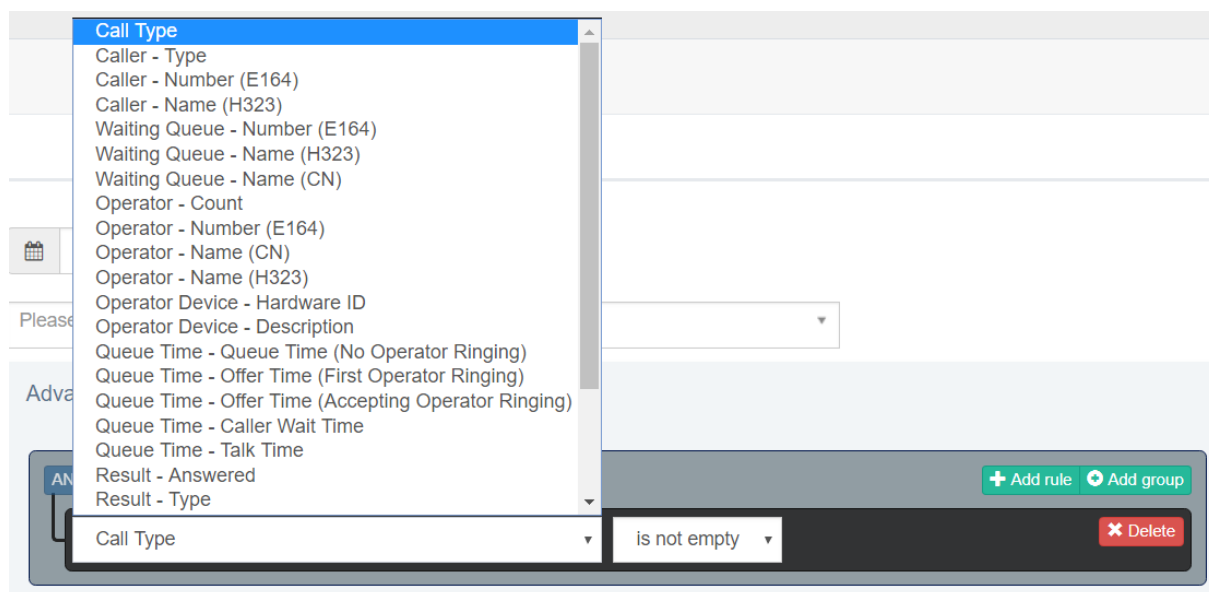 Call Type
Caller - Type
Caller - Number (E164)
Caller - Name (H323)
Waiting Queue - Number (E164)
Waiting Queue - Name (H323)
Waiting Queue - Name (CN)
Operator - Count
Operator - Number (E164)
Operator - Name (CN)
Operator - Name (H323)
Operator Device - Hardware ID
Please
Operator Device - Description
Queue Time - Queue Time (No Operator Ringing)
Queue Time - Offer Time (First Operator Ringing)
Adva
Queue Time - Offer Time (Accepting Operator Ringing)
Queue Time - Caller Wait Time
Queue Time - Talk Time
Result - Answered
AN
Add rule Add group
Result - Type
Call Type is not empty Delete